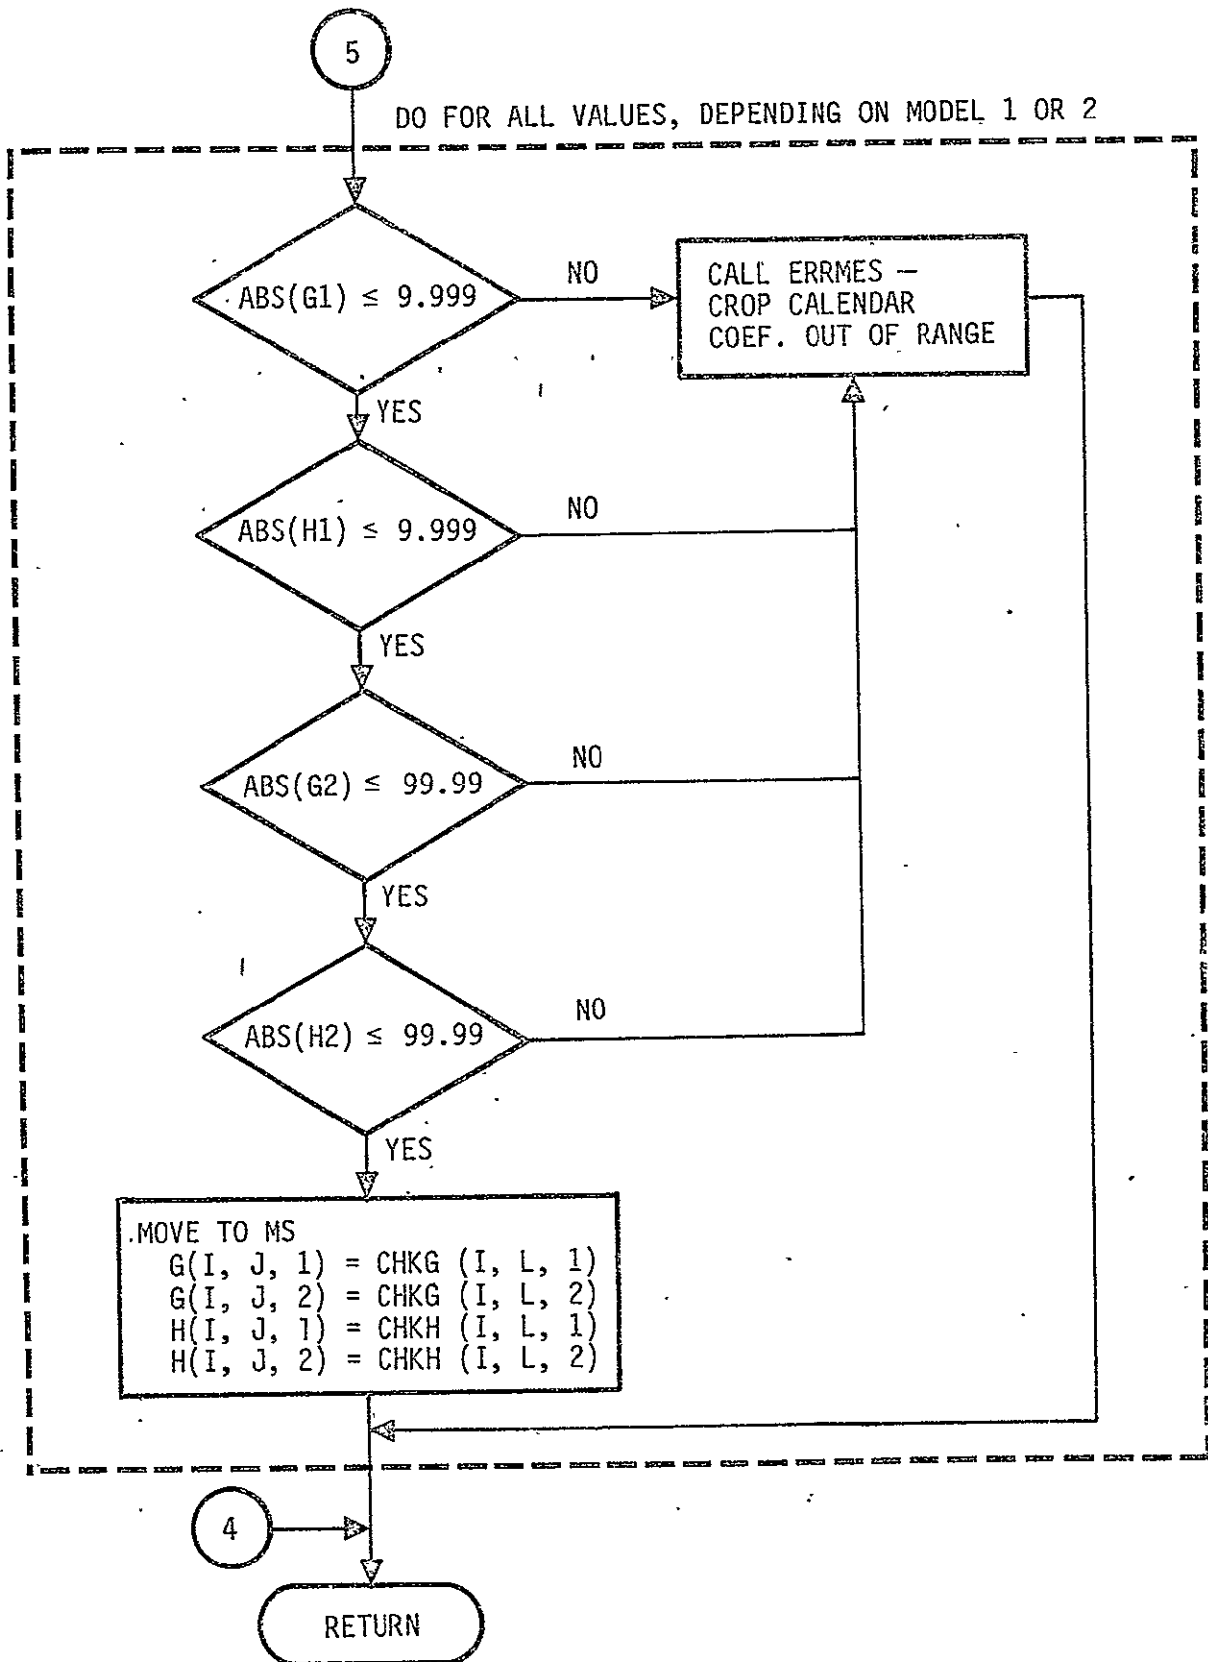 5
DO FOR ALL VALUES, DEPENDING ON MODEL 1 OR 2
ABS(G1) ≤ 9.999
NO
CALL ERRMES —
CROP CALENDAR
COEF. OUT OF RANGE
YES
ABS(H1) ≤ 9.999
NO
YES
ABS(G2) ≤ 99.99
NO
YES
ABS(H2) ≤ 99.99
NO
YES
MOVE TO MS
G(I, J, 1) = CHKG (I, L, 1)
G(I, J, 2) = CHKG (I, L, 2)
H(I, J, 1) = CHKH (I, L, 1)
H(I, J, 2) = CHKH (I, L, 2)
4
RETURN